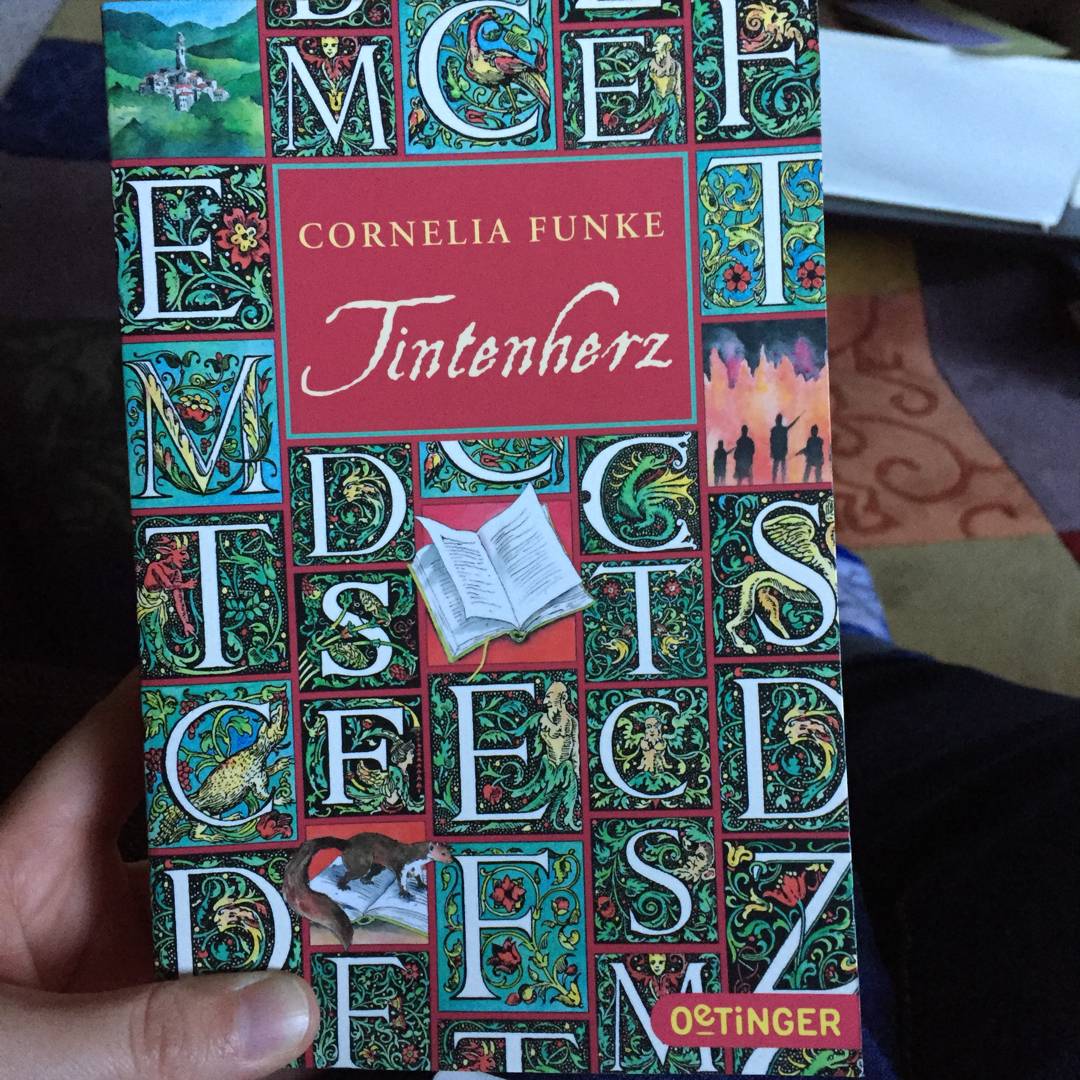 D
M C E F
E
CORNELIA FUNKE
T
Tintenherz
M
D C C
T
S
S T
C
F E C D
S
D F Z
F M
T
OETINGER